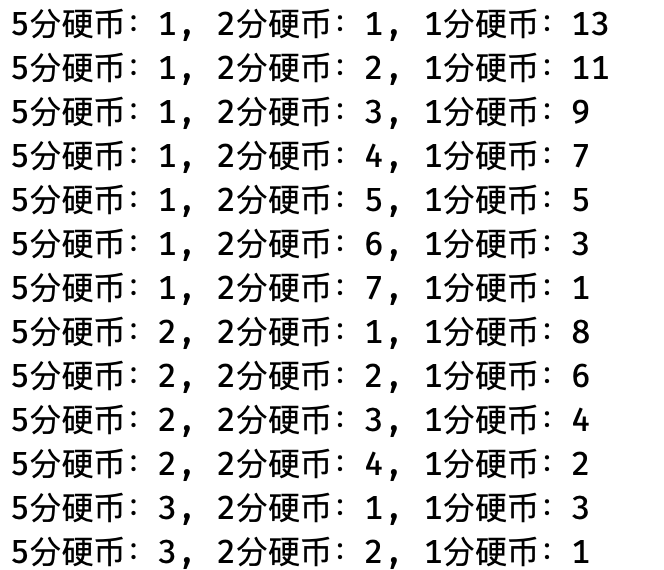 5分硬币: 1, 2分硬币: 1, 1分硬币: 13
5分硬币: 1, 2分硬币: 2, 1分硬币: 11
5分硬币: 1, 2分硬币: 3, 1分硬币: 9
5分硬币: 1, 2分硬币: 4, 1分硬币: 7
5分硬币: 1, 2分硬币: 5, 1分硬币: 5
5分硬币: 1, 2分硬币: 6, 1分硬币: 3
5分硬币: 1, 2分硬币: 7, 1分硬币: 1
5分硬币: 2, 2分硬币: 1, 1分硬币: 8
5分硬币: 2, 2分硬币: 2, 1分硬币: 6
5分硬币: 2, 2分硬币: 3, 1分硬币: 4
5分硬币: 2, 2分硬币: 4, 1分硬币: 2
5分硬币: 3, 2分硬币: 1, 1分硬币: 3
5分硬币: 3, 2分硬币: 2, 1分硬币: 1